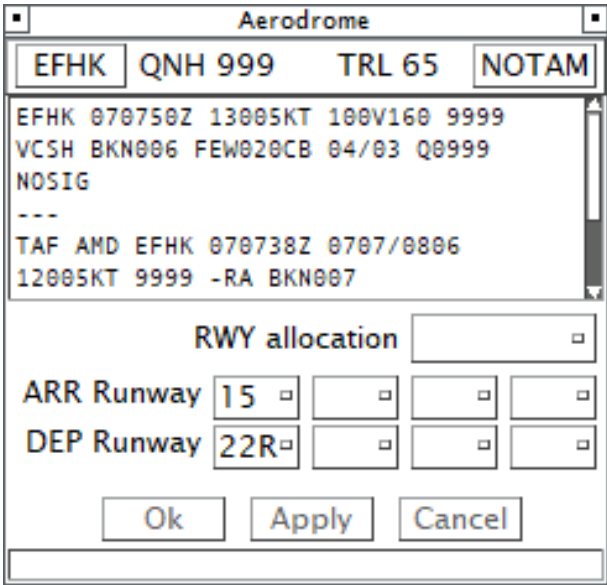 Aerodrome
EFHK QNH 999 TRL 65 NOTAM
EFHK 070750Z 13005KT 100V160 9999
VCSH BKN006 FEW020CB 04/03 Q0999
NOSIG
---
TAF AMD EFHK 070738Z 0707/0806
12005KT 9999 -RA BKN007
RWY allocation
ARR Runway 15
DEP Runway 22R
Ok Apply Cancel